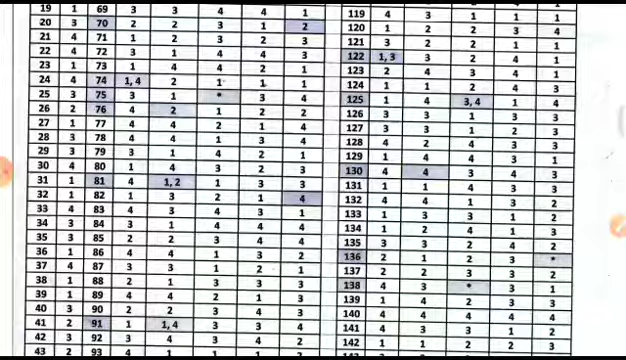 19 1 69 3 3 4 4 1 119 4 3 1 1 1
20 3 70 2 2 3 1 2 120 1 2 2 3 4
21 4 71 1 2 3 2 3 121 3 2 2 1 1
22 4 72 3 1 4 4 3 122 1, 3 3 2 4 1
23 1 73 1 4 4 2 1 123 2 4 3 4 1
24 4 74 1, 4 2 1 1 1 124 1 1 2 4 3
25 3 75 3 1 * 3 4 125 1 4 3, 4 1 4
26 2 76 4 2 1 2 2 126 3 3 1 3 3
27 1 77 4 4 2 1 4 127 3 3 1 2 3
28 3 78 4 4 1 3 4 128 4 2 4 3 3
29 3 79 3 1 4 2 1 129 1 4 4 3 1
30 4 80 1 4 3 2 3 130 4 4 3 4 3
31 1 81 4 1, 2 1 3 3 131 1 1 4 3 3
32 1 82 1 3 2 1 4 132 4 4 1 3 2
33 4 83 4 3 4 3 1 133 1 3 3 1 2
34 3 84 3 1 4 4 4 134 1 2 4 1 3
35 3 85 2 2 3 4 4 135 3 3 2 4 2
36 1 86 4 4 1 3 2 136 2 1 2 3 *
37 4 87 3 3 1 2 1 137 2 2 3 3 2
38 1 88 2 1 3 3 3 138 4 3 * 3 1
39 1 89 4 4 2 1 3 139 1 4 2 3 3
40 3 90 2 2 3 4 3 140 4 4 4 4 4
41 2 91 1 1, 4 3 3 4 141 4 3 3 1 2
42 3 92 3 4 3 4 2 142 1 1 2 2 3
43 2 93 4 1 1 1 2